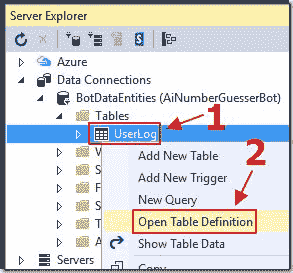 Server Explorer
Azure
Data Connections
BotDataEntities (AiNumberGuesserBot)
Tables
1
UserLog
Add New Table
2
Add New Trigger
New Query
Open Table Definition
Show Table Data
Copy
Servers